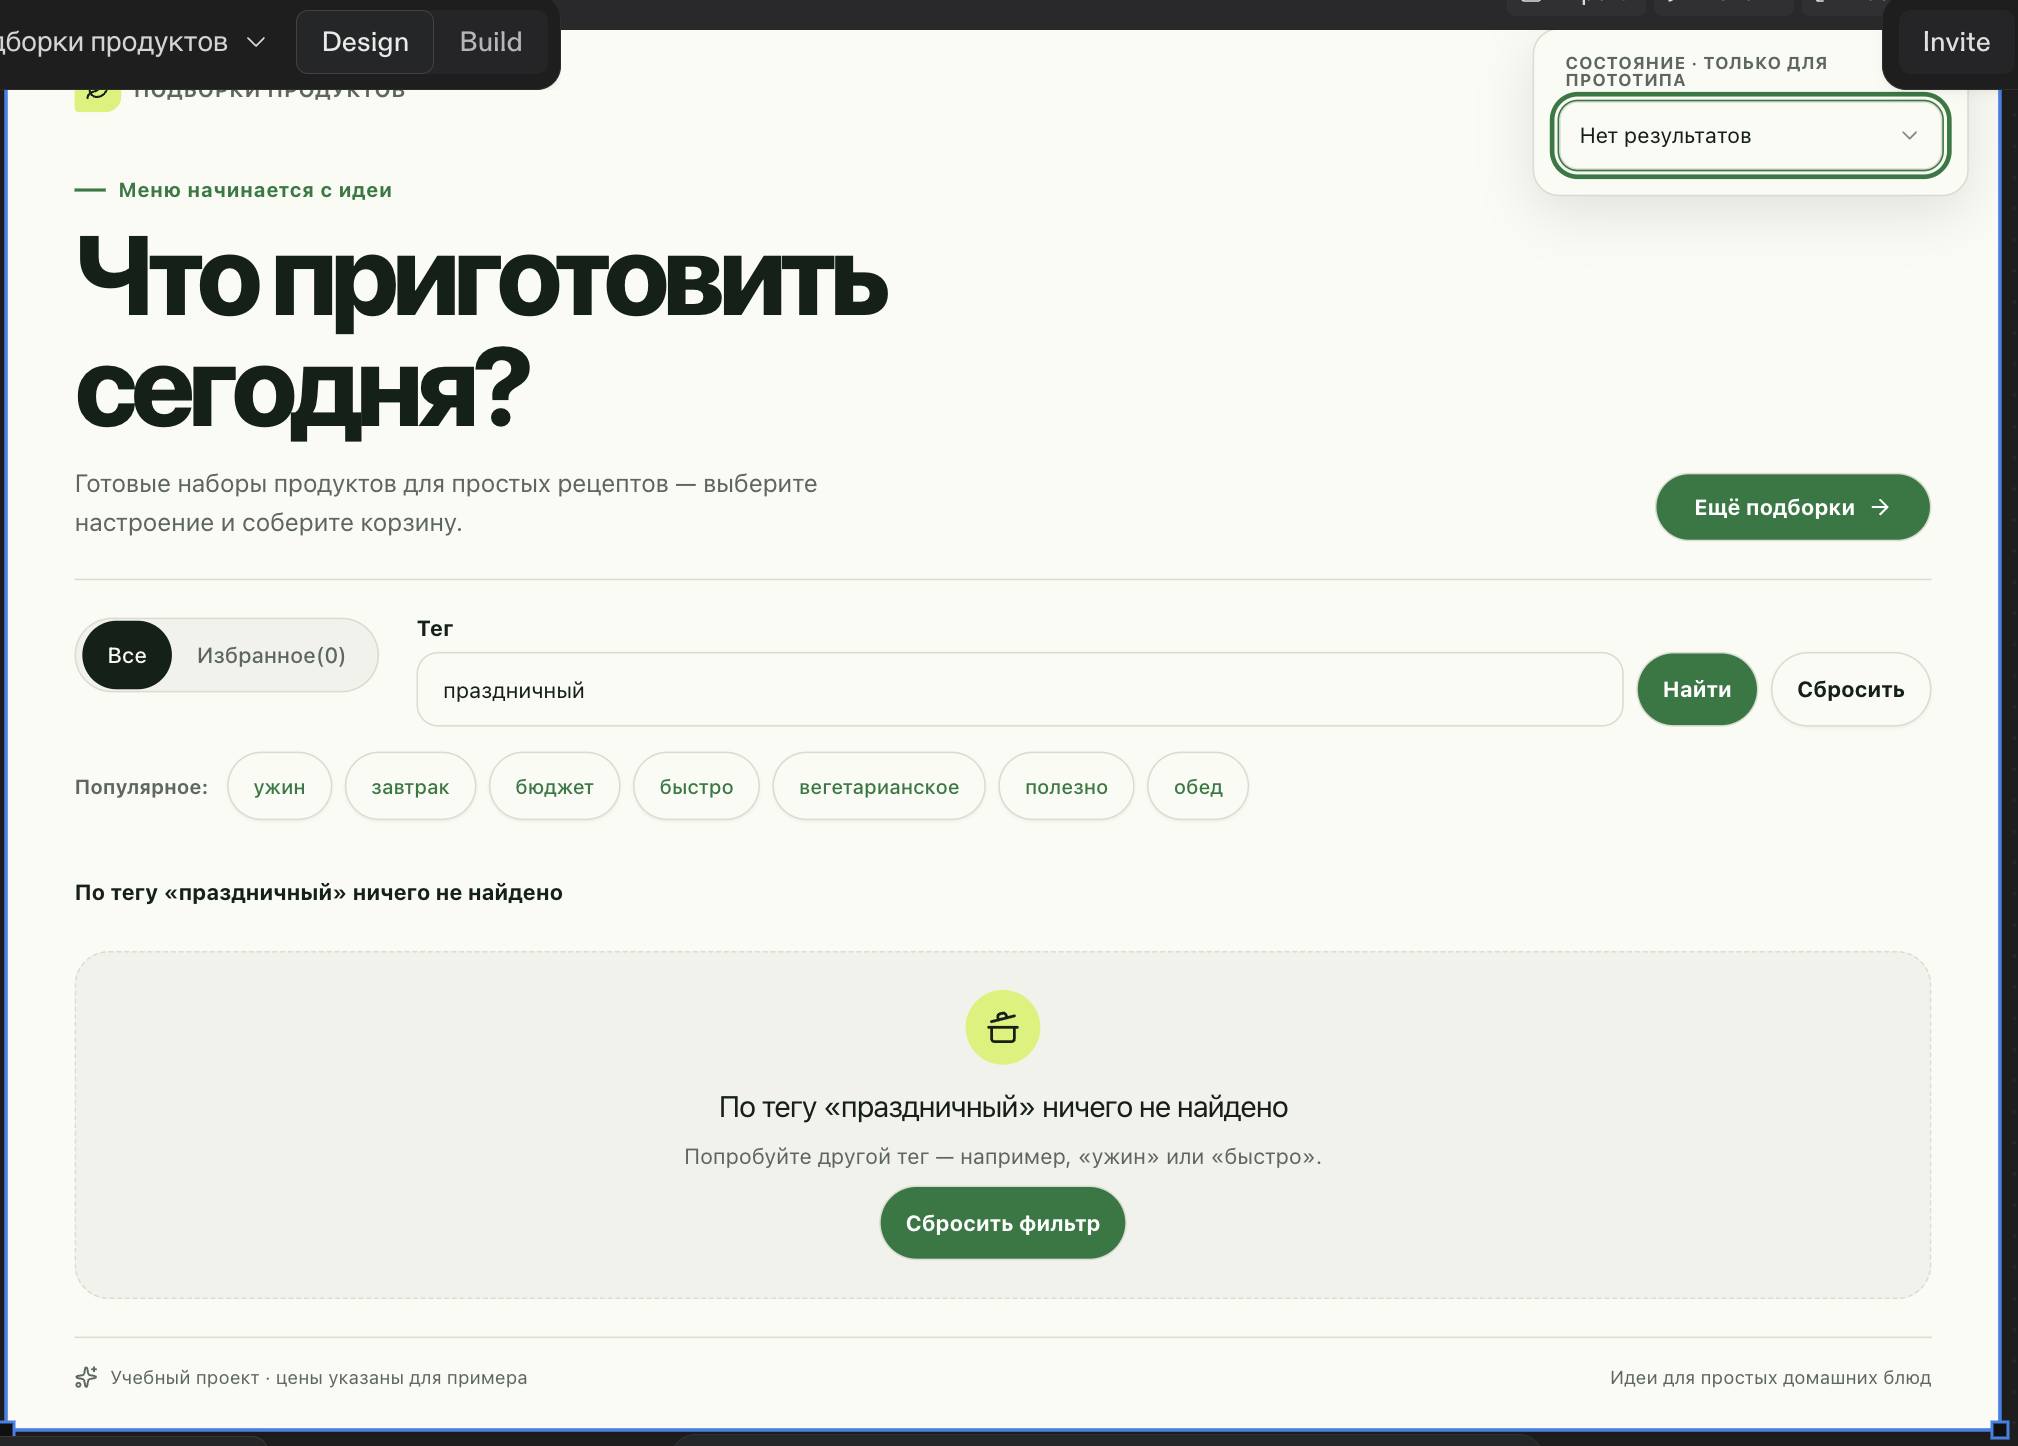 дборки продуктов
Design
Build
Invite
ПОДБОРКИ ПРОДУКТОВ
СОСТОЯНИЕ · ТОЛЬКО ДЛЯ
ПРОТОТИПА
Нет результатов
Меню начинается с идеи
Что приготовить
сегодня?
Готовые наборы продуктов для простых рецептов — выберите
настроение и соберите корзину.
Ещё подборки
Все
Избранное(0)
Тег
праздничный
Найти
Сбросить
Популярное:
ужин
завтрак
бюджет
быстро
вегетарианское
полезно
обед
По тегу «праздничный» ничего не найдено
По тегу «праздничный» ничего не найдено
Попробуйте другой тег — например, «ужин» или «быстро».
Сбросить фильтр
Учебный проект · цены указаны для примера
Идеи для простых домашних блюд